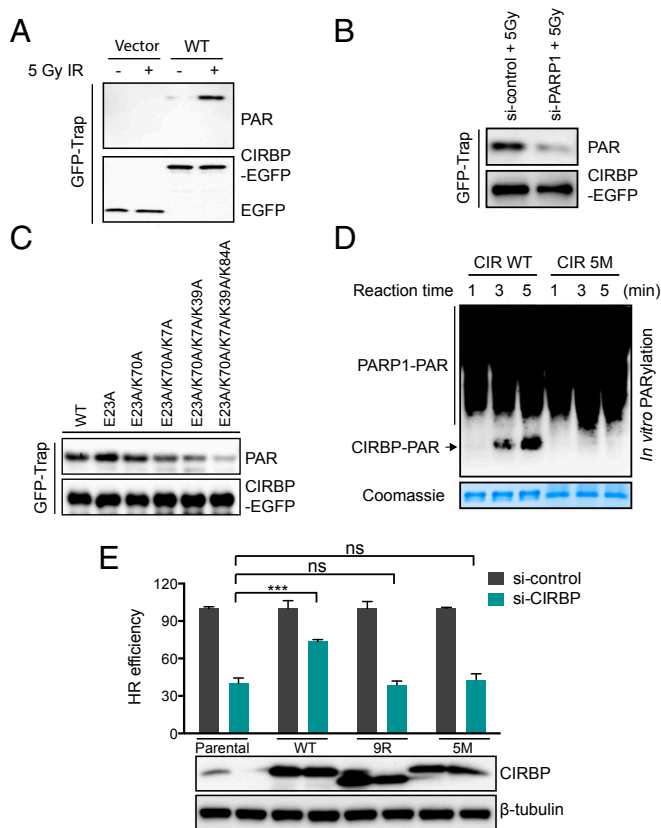 A
Vector WT
5 Gy IR - + - +
GFP-Trap
PAR
CIRBP
-EGFP
EGFP
B
si-control + 5Gy
si-PARP1 + 5Gy
GFP-Trap
PAR
CIRBP
-EGFP
C
WT
E23A
E23A/K70A
E23A/K70A/K7A
E23A/K70A/K7A/K39A
E23A/K70A/K7A/K39A/K84A
GFP-Trap
PAR
CIRBP
-EGFP
D
CIR WT CIR 5M
Reaction time 1 3 5 1 3 5 (min)
PARP1-PAR
CIRBP-PAR
In vitro PARylation
Coomassie
E
ns
ns
***
si-control
si-CIRBP
HR efficiency
120
90
60
30
0
Parental WT 9R 5M
CIRBP
β-tubulin